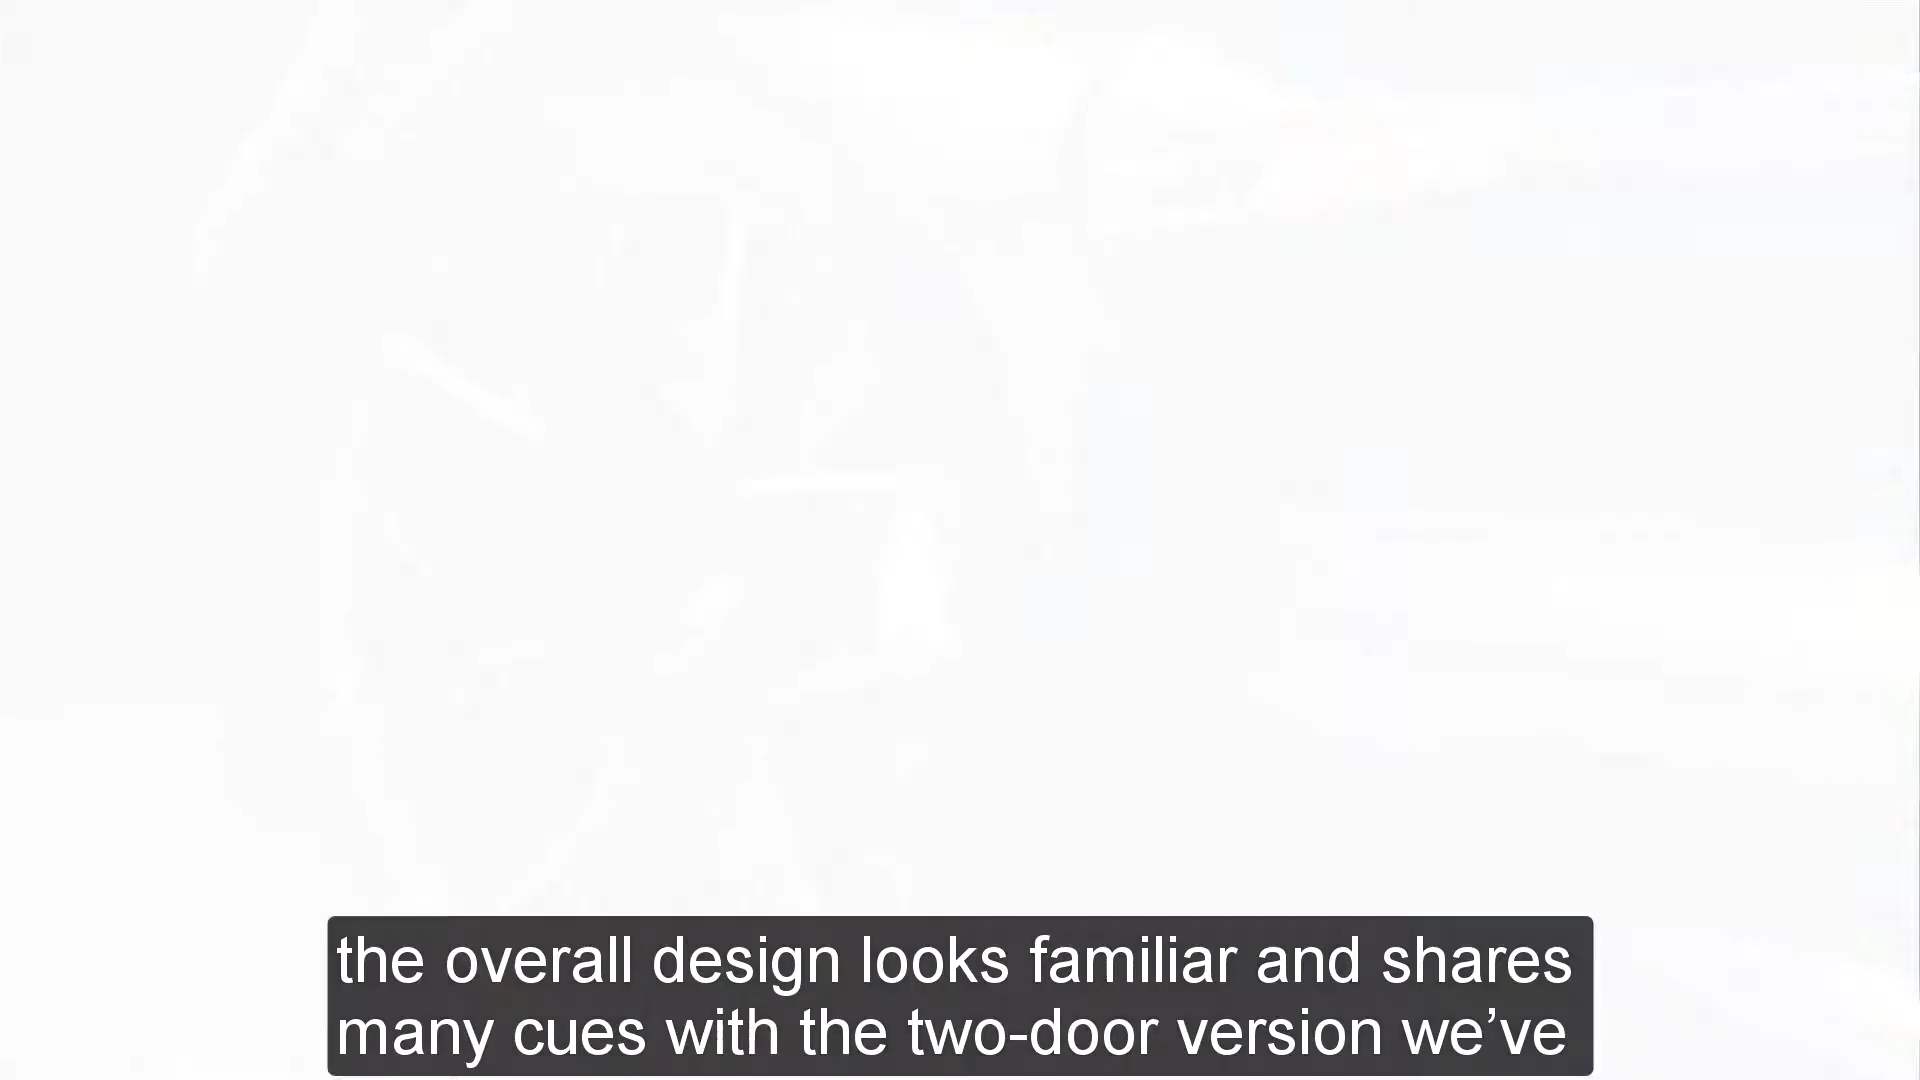 the overall design looks familiar and shares
many cues with the two-door version we’ve